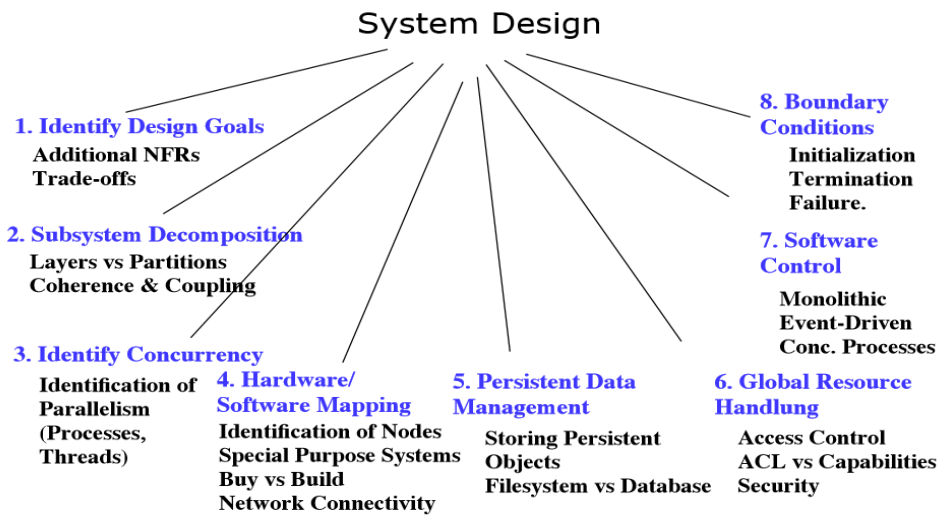 System Design
1. Identify Design Goals
Additional NFRs
Trade-offs
2. Subsystem Decomposition
Layers vs Partitions
Coherence & Coupling
3. Identify Concurrency
Identification of
Parallelism
(Processes,
Threads)
4. Hardware/
Software Mapping
Identification of Nodes
Special Purpose Systems
Buy vs Build
Network Connectivity
5. Persistent Data
Management
Storing Persistent
Objects
Filesystem vs Database
6. Global Resource
Handlung
Access Control
ACL vs Capabilities
Security
7. Software
Control
Monolithic
Event-Driven
Conc. Processes
8. Boundary
Conditions
Initialization
Termination
Failure.